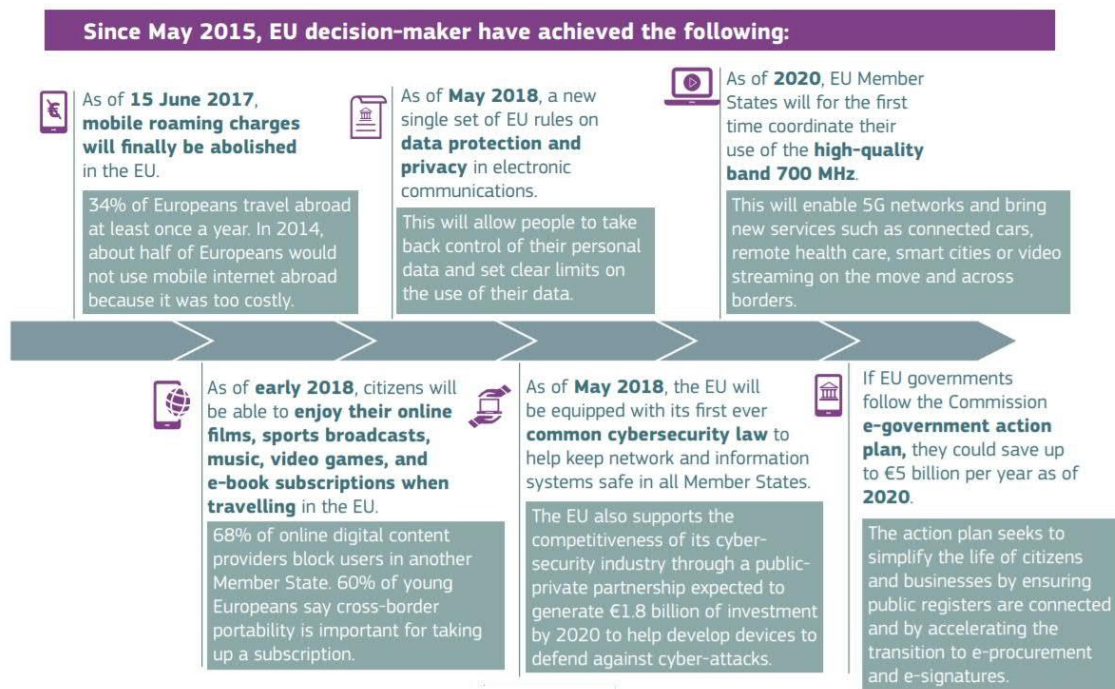 Since May 2015, EU decision-maker have achieved the following:
As of 15 June 2017,
mobile roaming charges
will finally be abolished
in the EU.
34% of Europeans travel abroad
at least once a year. In 2014,
about half of Europeans would
not use mobile internet abroad
because it was too costly.
As of May 2018, a new
single set of EU rules on
data protection and
privacy in electronic
communications.
This will allow people to take
back control of their personal
data and set clear limits on
the use of their data.
As of 2020, EU Member
States will for the first
time coordinate their
use of the high-quality
band 700 MHz.
This will enable 5G networks and bring
new services such as connected cars,
remote health care, smart cities or video
streaming on the move and across
borders.
As of early 2018, citizens will
be able to enjoy their online
films, sports broadcasts,
music, video games, and
e-book subscriptions when
travelling in the EU.
68% of online digital content
providers block users in another
Member State. 60% of young
Europeans say cross-border
portability is important for taking
up a subscription.
As of May 2018, the EU will
be equipped with its first ever
common cybersecurity law to
help keep network and information
systems safe in all Member States.
The EU also supports the
competitiveness of its cyber-
security industry through a public-
private partnership expected to
generate €1.8 billion of investment
by 2020 to help develop devices to
defend against cyber-attacks.
If EU governments
follow the Commission
e-government action
plan, they could save up
to €5 billion per year as of
2020.
The action plan seeks to
simplify the life of citizens
and businesses by ensuring
public registers are connected
and by accelerating the
transition to e-procurement
and e-signatures.